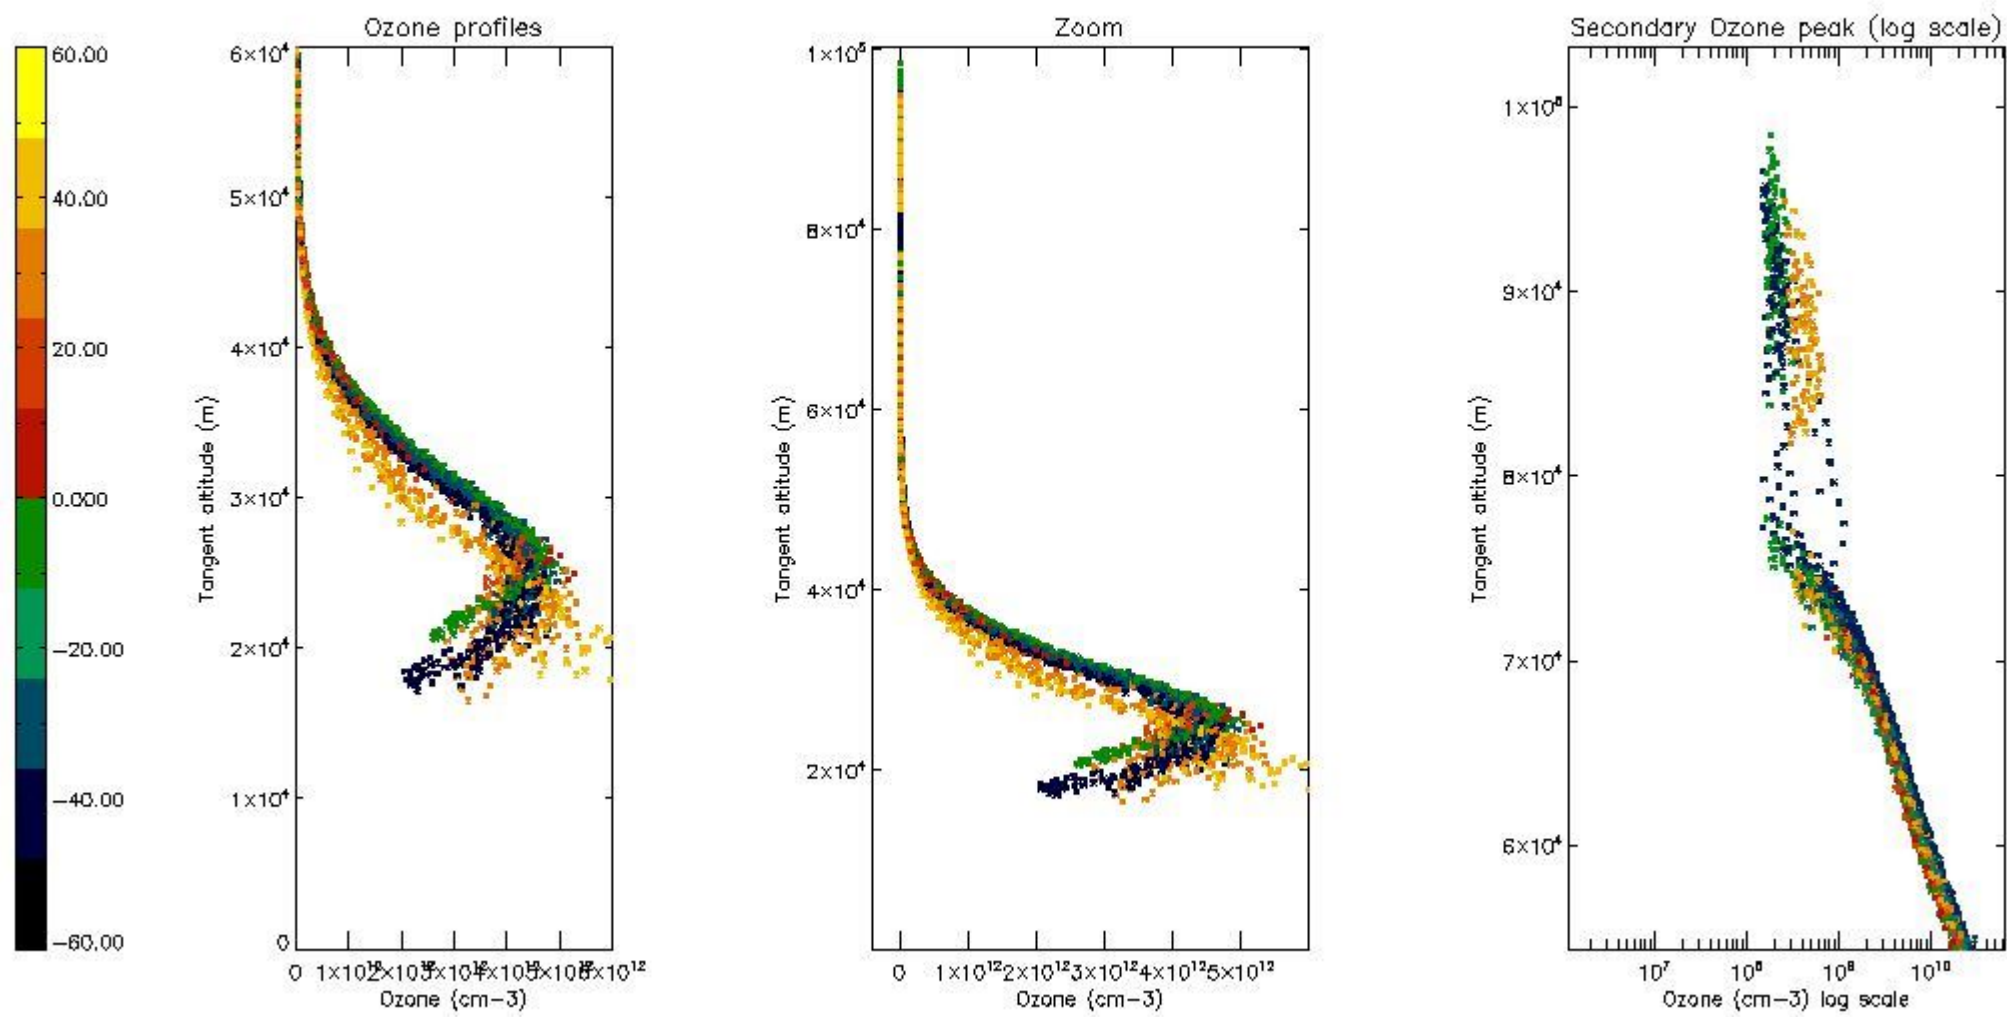 Ozone profiles
Zoom
Secondary Ozone peak (log scale)
60.00
40.00
20.00
0.000
−20.00
−40.00
−60.00
6×10⁴
5×10⁴
4×10⁴
3×10⁴
2×10⁴
1×10⁴
0
Tangent altitude (m)
0 1×10¹²
6×10¹²
Ozone (cm−3)
1×10⁵
8×10⁴
6×10⁴
4×10⁴
2×10⁴
Tangent altitude (m)
0 1×10¹² 2×10¹² 3×10¹² 4×10¹² 5×10¹²
Ozone (cm−3)
9×10⁴
8×10⁴
7×10⁴
6×10⁴
Tangent altitude (m)
10⁷ 10⁸ 10⁹ 10¹⁰
Ozone (cm−3) log scale